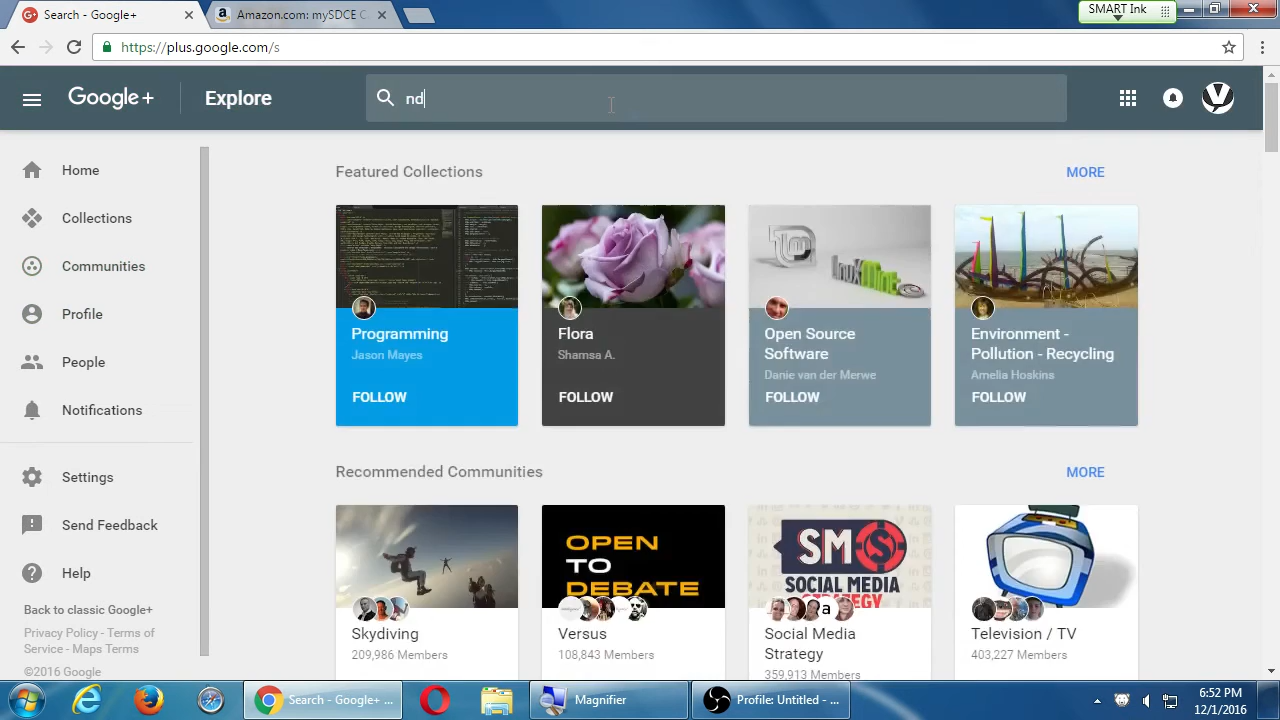 Search - Google+
Amazon.com: mySDCE C
SMART Ink
https://plus.google.com/s
Google+
Explore
nd
Home
Collections
Communities
Profile
People
Notifications
Settings
Send Feedback
Help
Back to classic Google+
Privacy Policy - Terms of
Service - Maps Terms
©2016 Google
Featured Collections
MORE
Programming
Jason Mayes
FOLLOW
Flora
Shamsa A.
FOLLOW
Open Source
Software
Danie van der Merwe
FOLLOW
Environment -
Pollution - Recycling
Amelia Hoskins
FOLLOW
Recommended Communities
MORE
Skydiving
209,986 Members
OPEN
TO
DEBATE
Versus
108,843 Members
SM
SOCIAL MEDIA
STRATEGY
Social Media
Strategy
359,913 Members
Television / TV
403,227 Members
Search - Google+ ...
Magnifier
Profile: Untitled - ...
6:52 PM
12/1/2016